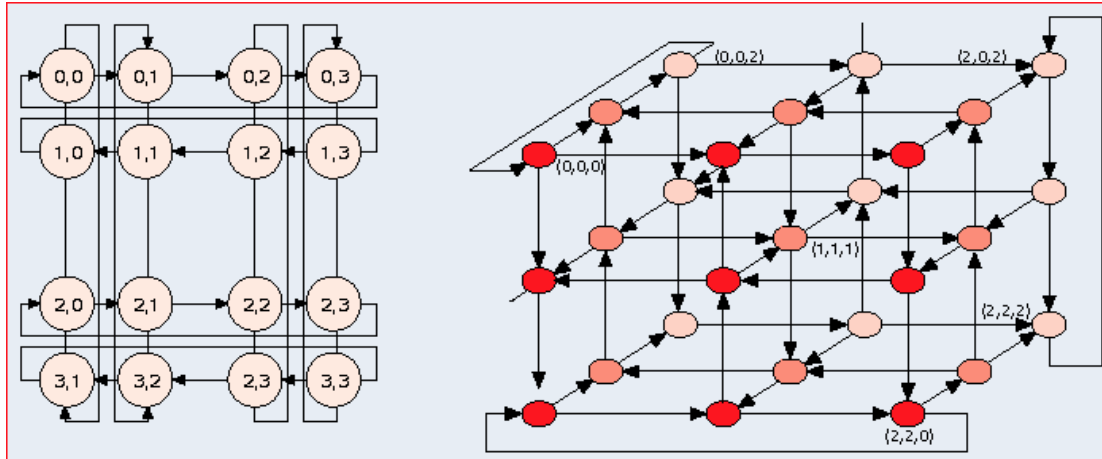 0,0 0,1 0,2 0,3
1,0 1,1 1,2 1,3
2,0 2,1 2,2 2,3
3,1 3,2 2,3 3,3
(0,0,2) (2,0,2)
(0,0,0)
(1,1,1)
(2,2,2)
(2,2,0)